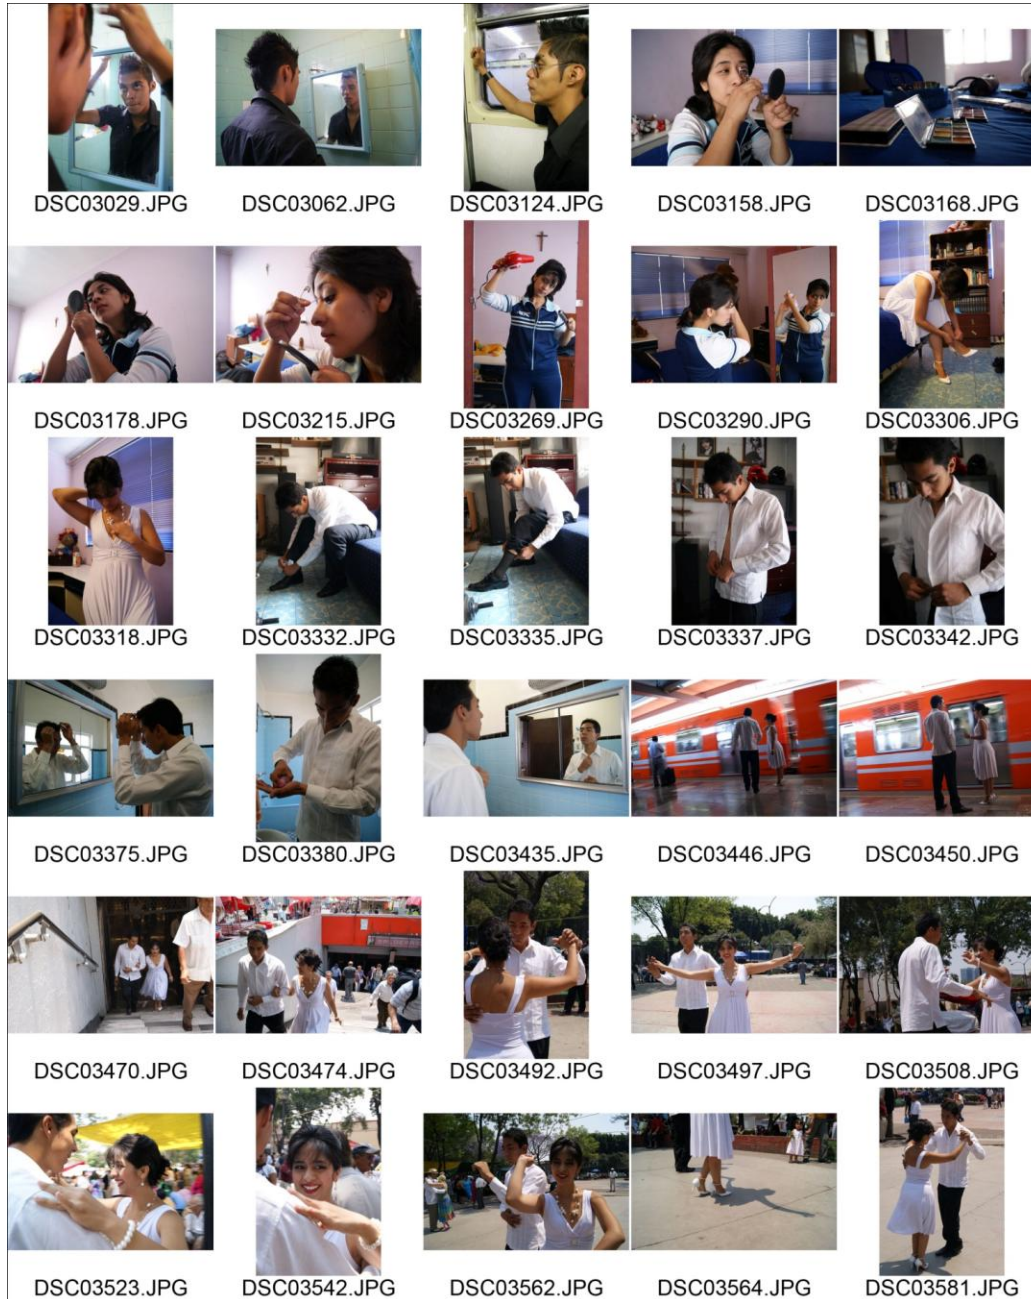 DSC03029.JPG DSC03062.JPG DSC03124.JPG DSC03158.JPG DSC03168.JPG
DSC03178.JPG DSC03215.JPG DSC03269.JPG DSC03290.JPG DSC03306.JPG
DSC03318.JPG DSC03332.JPG DSC03335.JPG DSC03337.JPG DSC03342.JPG
DSC03375.JPG DSC03380.JPG DSC03435.JPG DSC03446.JPG DSC03450.JPG
DSC03470.JPG DSC03474.JPG DSC03492.JPG DSC03497.JPG DSC03508.JPG
DSC03523.JPG DSC03542.JPG DSC03562.JPG DSC03564.JPG DSC03581.JPG